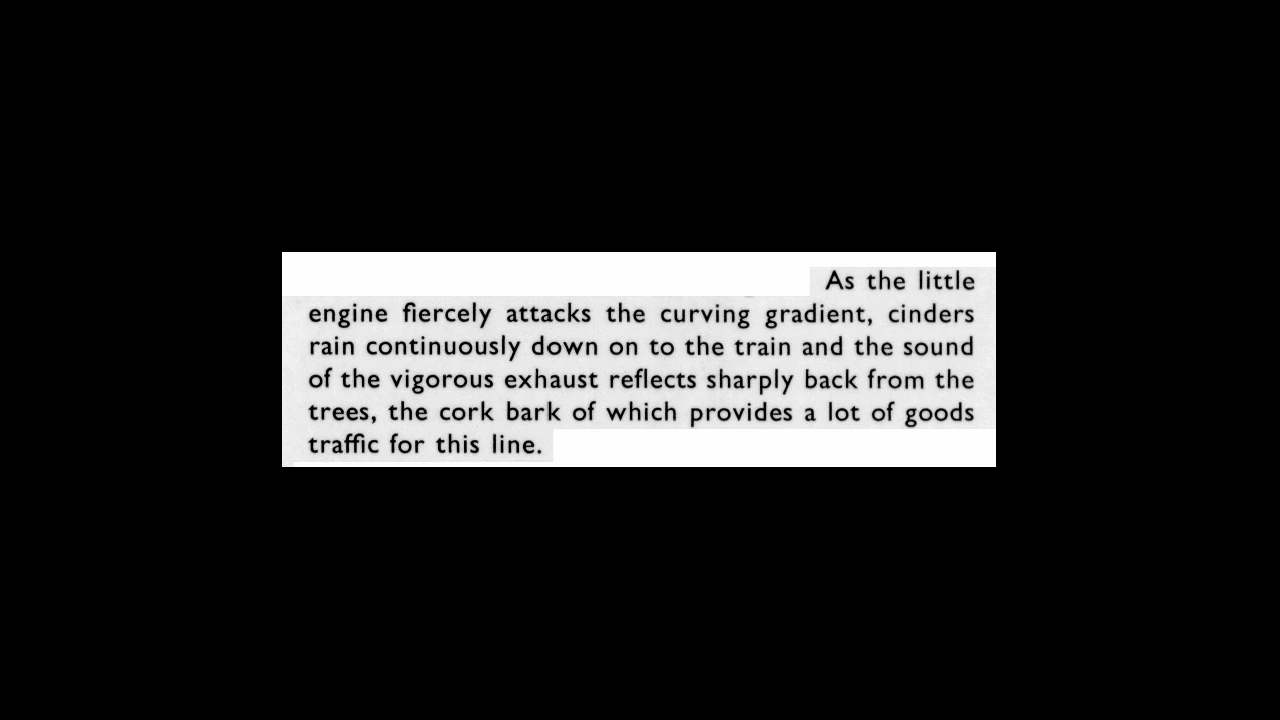 As the little
engine fiercely attacks the curving gradient, cinders
rain continuously down on to the train and the sound
of the vigorous exhaust reflects sharply back from the
trees, the cork bark of which provides a lot of goods
traffic for this line.